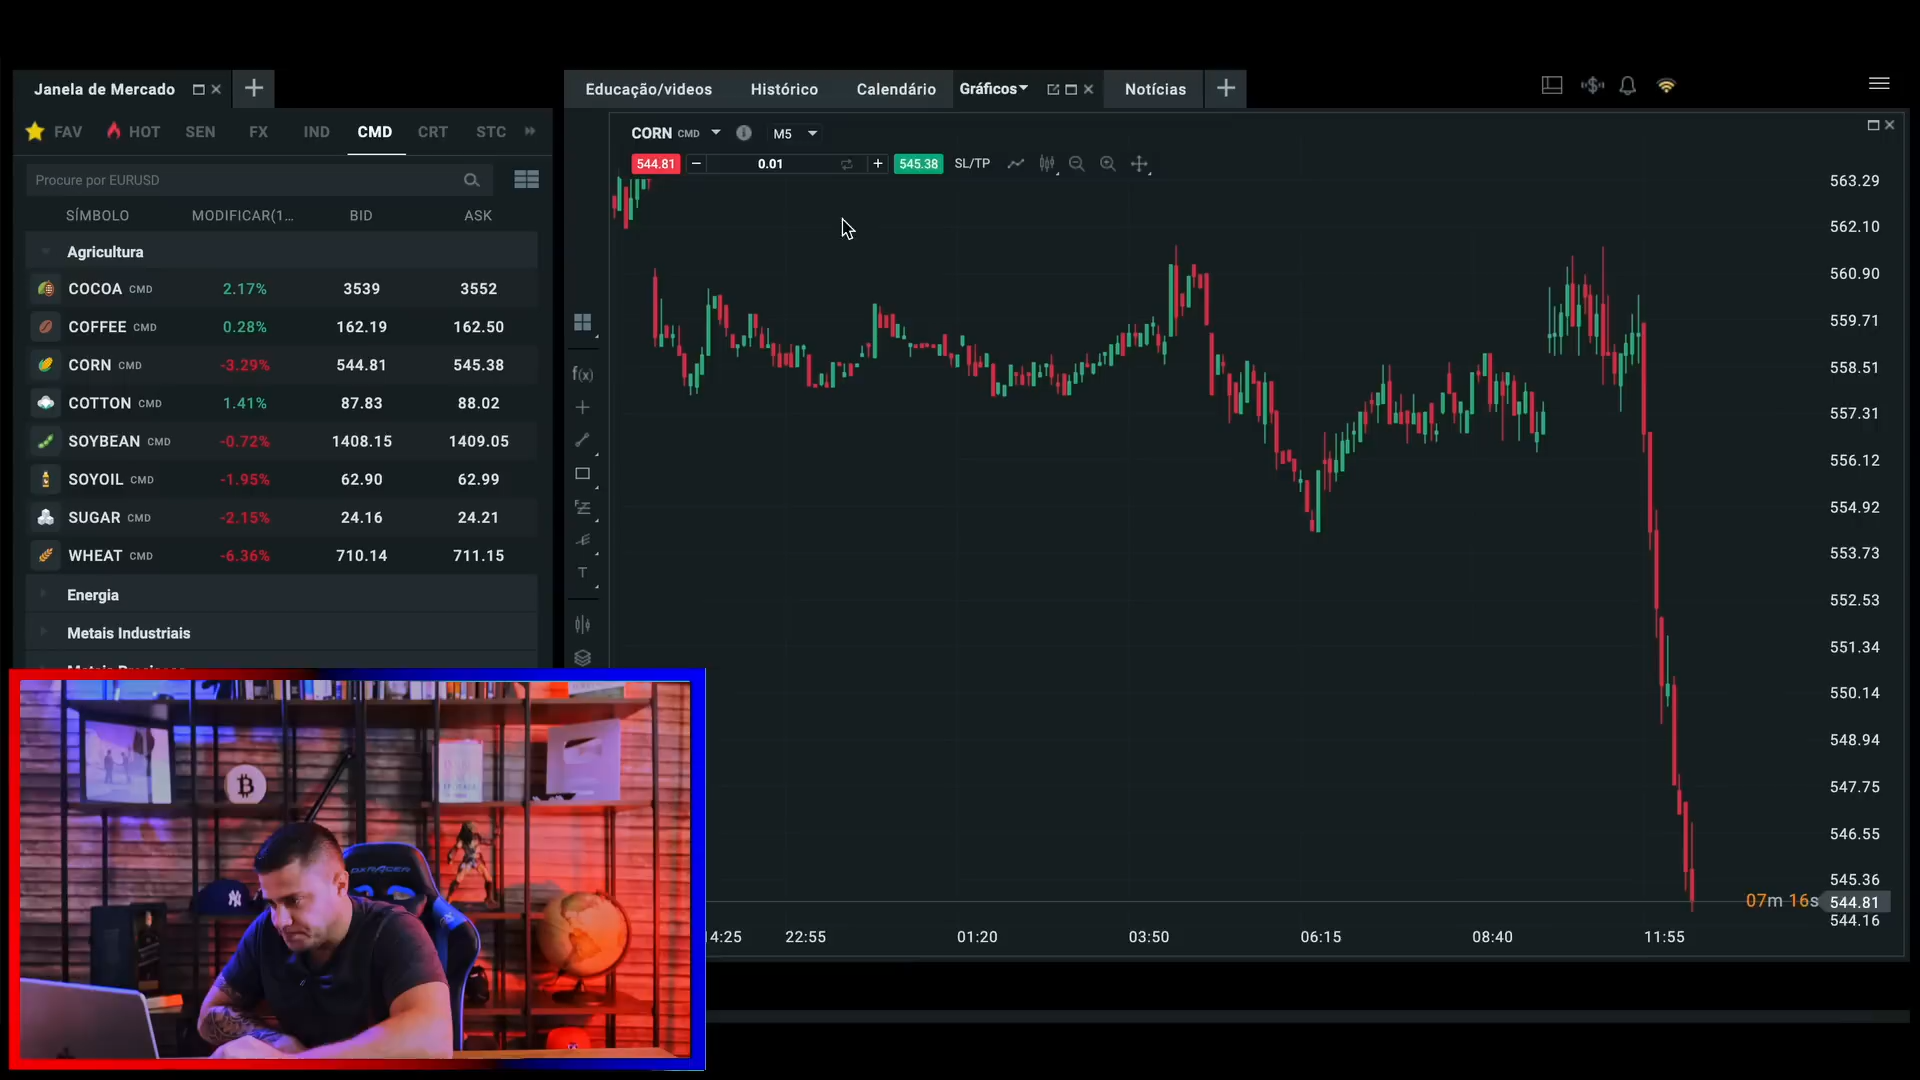 Janela de Mercado
FAV HOT SEN FX IND CMD CRT STC
Procure por EURUSD
SÍMBOLO MODIFICAR(1... BID ASK
Agricultura
COCOA CMD 2.17% 3539 3552
COFFEE CMD 0.28% 162.19 162.50
CORN CMD -3.29% 544.81 545.38
COTTON CMD 1.41% 87.83 88.02
SOYBEAN CMD -0.72% 1408.15 1409.05
SOYOIL CMD -1.95% 62.90 62.99
SUGAR CMD -2.15% 24.16 24.21
WHEAT CMD -6.36% 710.14 711.15
Energia
Metais Industriais
Educação/videos Histórico Calendário Gráficos Notícias
CORN CMD M5
544.81 − 0.01 + 545.38 SL/TP
f(x)
T
563.29
562.10
560.90
559.71
558.51
557.31
556.12
554.92
553.73
552.53
551.34
550.14
548.94
547.75
546.55
545.36
07m 16s 544.81
544.16
14:25 22:55 01:20 03:50 06:15 08:40 11:55
DXRACER